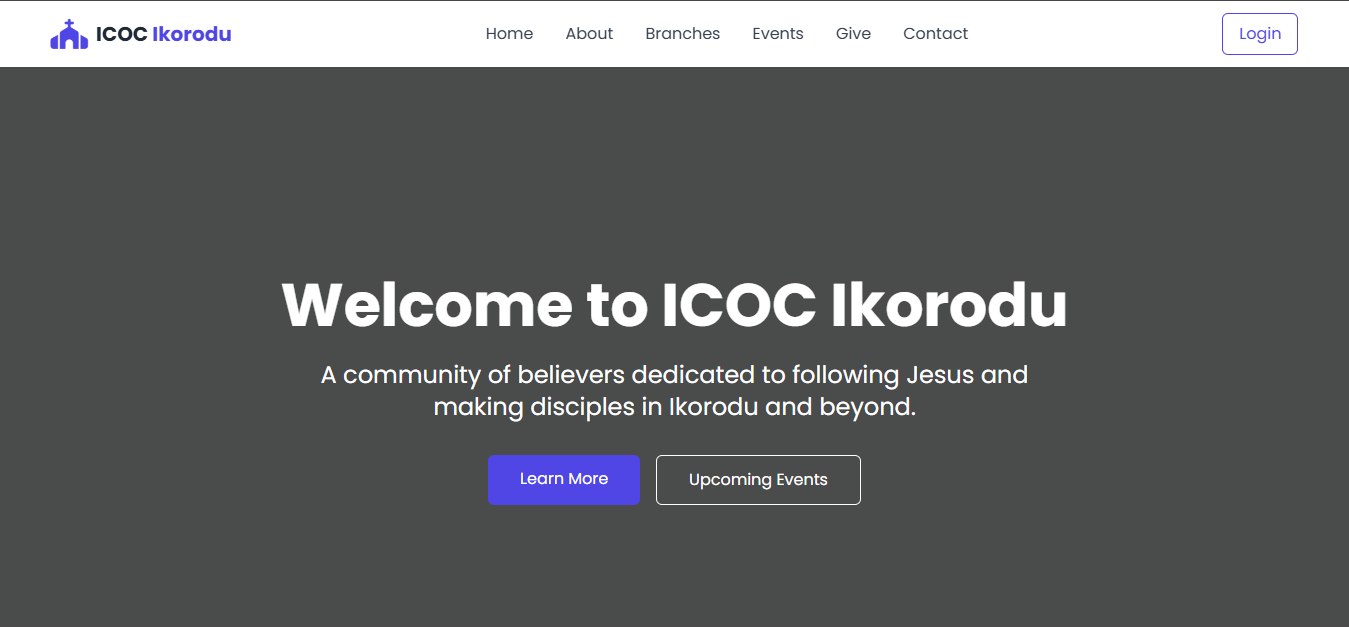 ICOC Ikorodu
Home
About
Branches
Events
Give
Contact
Login
Welcome to ICOC Ikorodu
A community of believers dedicated to following Jesus and
making disciples in Ikorodu and beyond.
Learn More
Upcoming Events